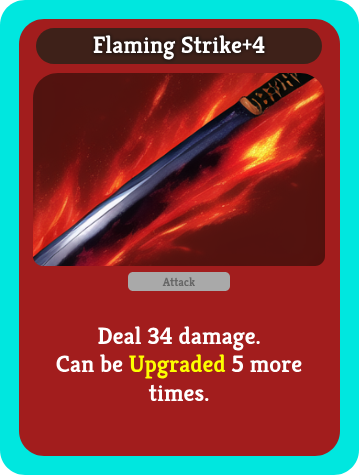 Flaming Strike+4
Attack
Deal 34 damage.
Can be Upgraded 5 more
times.